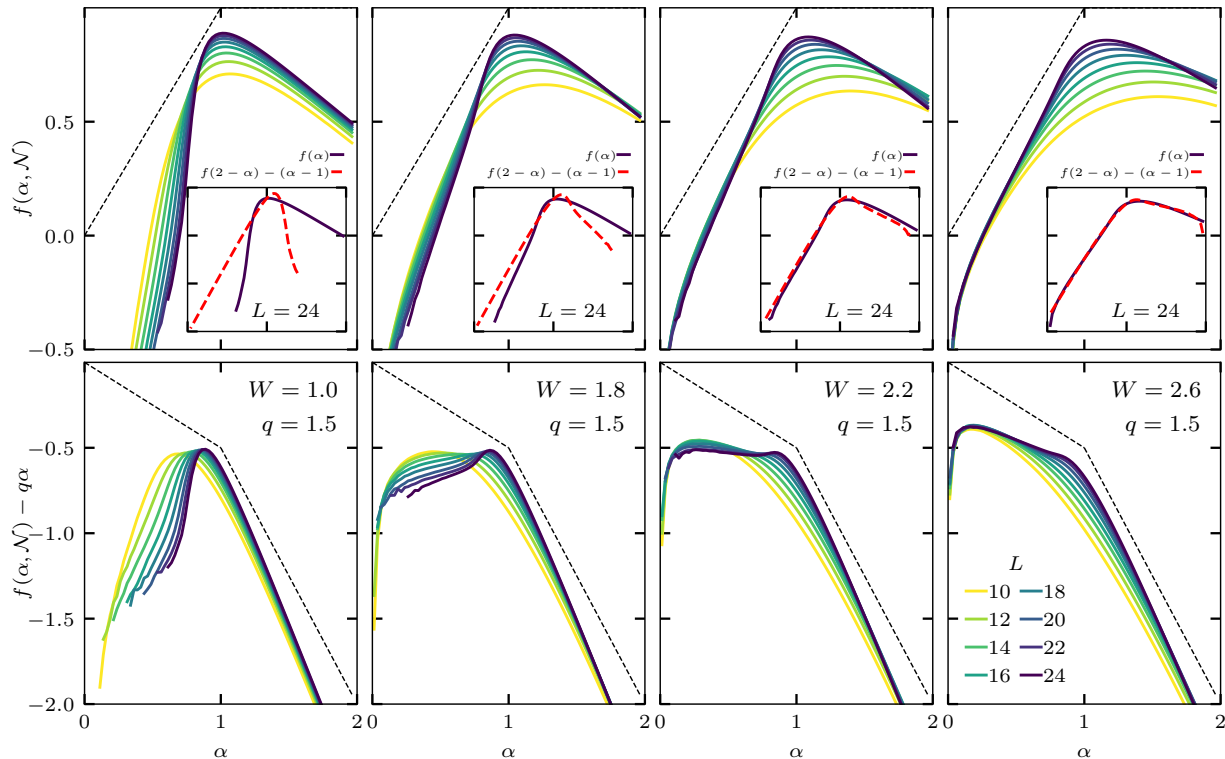 f(α, 𝒩)
0.5
0.0
−0.5
f(α)
f(2−α) − (α−1)
L = 24
f(α)
f(2−α) − (α−1)
L = 24
f(α)
f(2−α) − (α−1)
L = 24
f(α)
f(2−α) − (α−1)
L = 24
f(α, 𝒩) − qα
−0.5
−1.0
−1.5
−2.0
W = 1.0
q = 1.5
W = 1.8
q = 1.5
W = 2.2
q = 1.5
W = 2.6
q = 1.5
L
10 18
12 20
14 22
16 24
0 1 2 0 1 2 0 1 2 0 1 2
α α α α